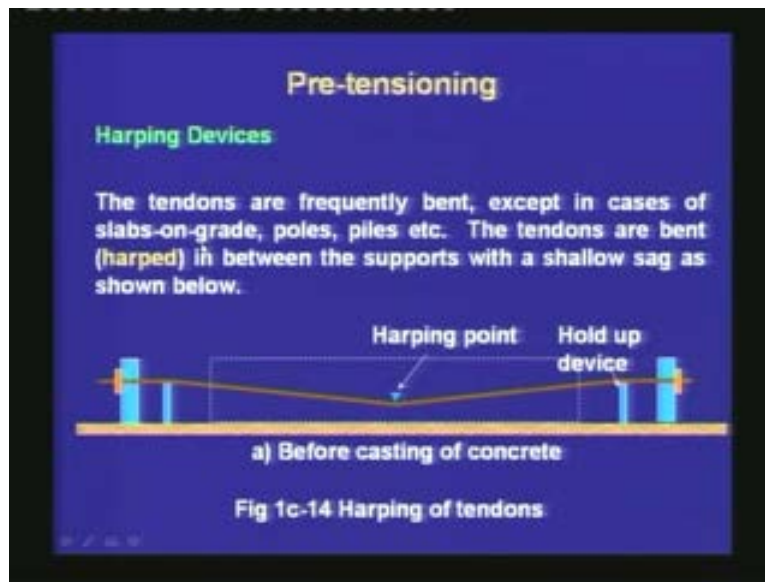 Pre-tensioning
Harping Devices
The tendons are frequently bent, except in cases of
slabs-on-grade, poles, piles etc. The tendons are bent
(harped) in between the supports with a shallow sag as
shown below.
Harping point
Hold up
device
a) Before casting of concrete
Fig 1c-14 Harping of tendons